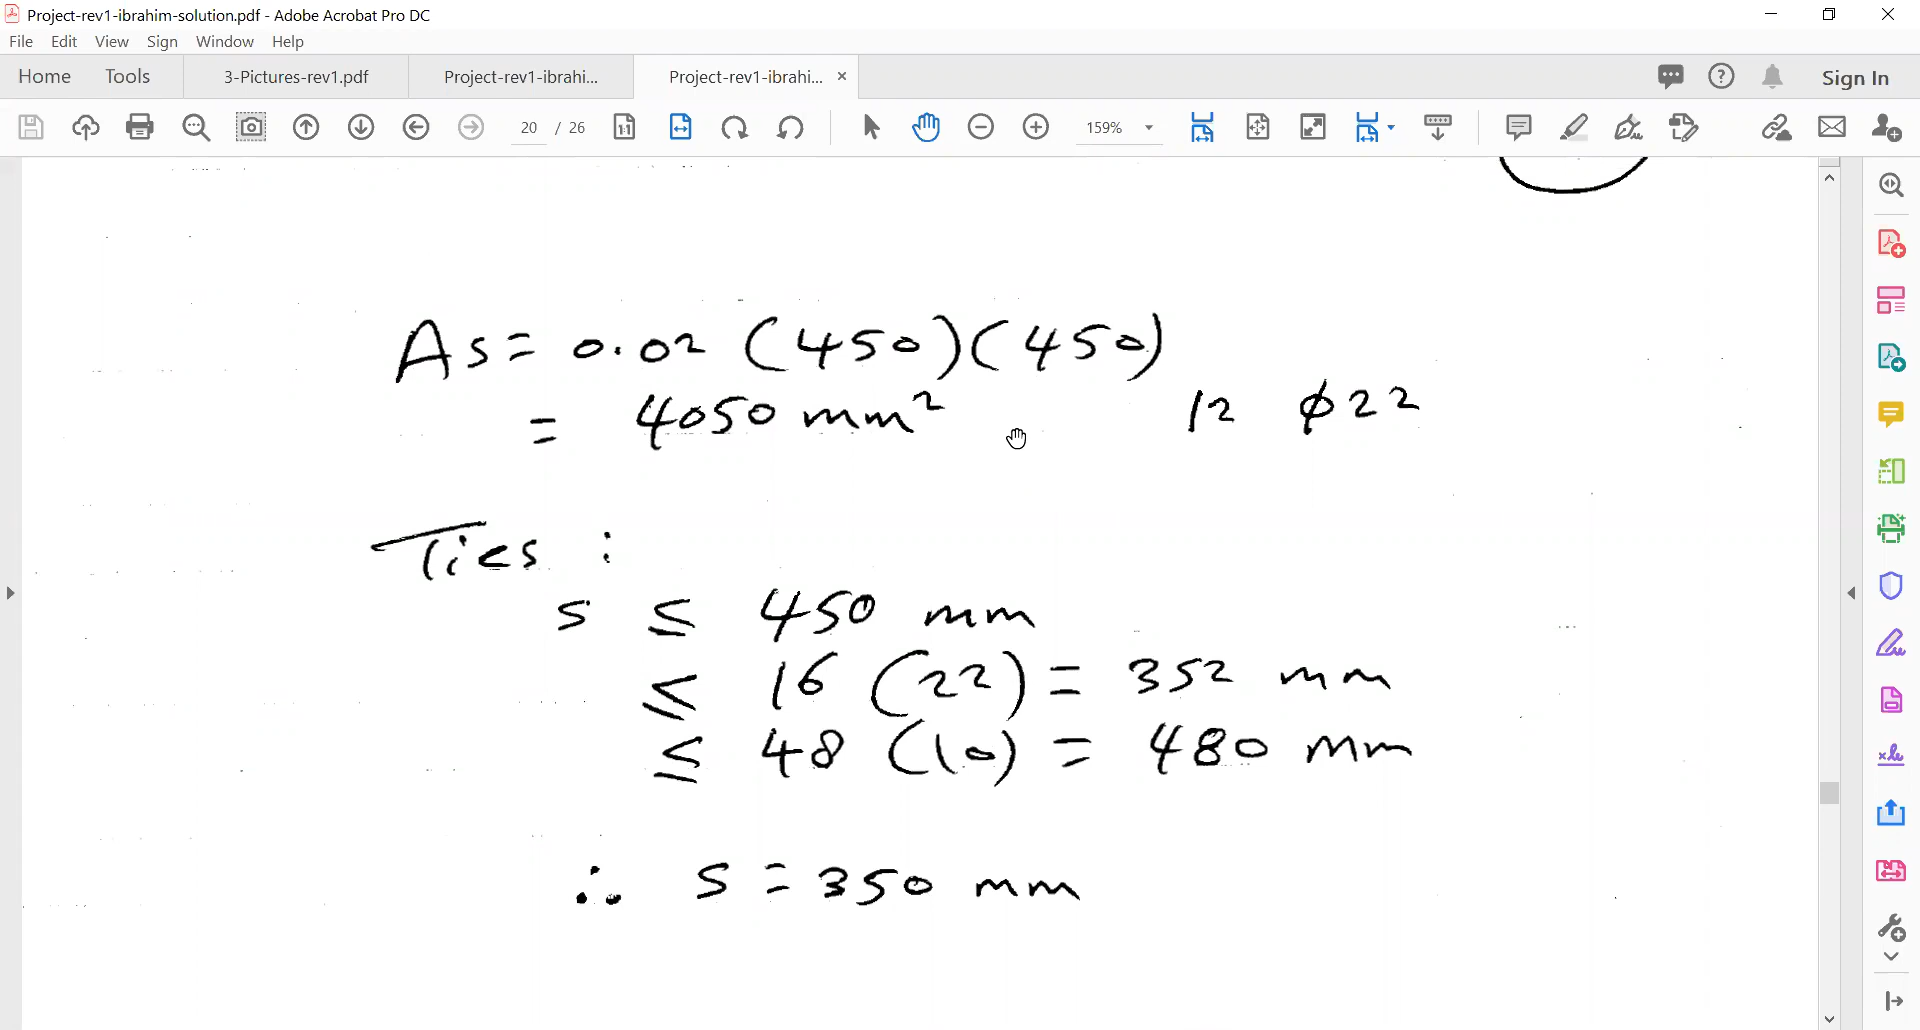 Project-rev1-ibrahim-solution.pdf - Adobe Acrobat Pro DC
File Edit View Sign Window Help
Home Tools 3-Pictures-rev1.pdf Project-rev1-ibrahi... Project-rev1-ibrahi... × Sign In
20 / 26 159%
As = 0.02 (450)(450)
= 4050 mm² 12 ϕ22
Ties :
s ≤ 450 mm
≤ 16 (22) = 352 mm
≤ 48 (10) = 480 mm
∴ s = 350 mm